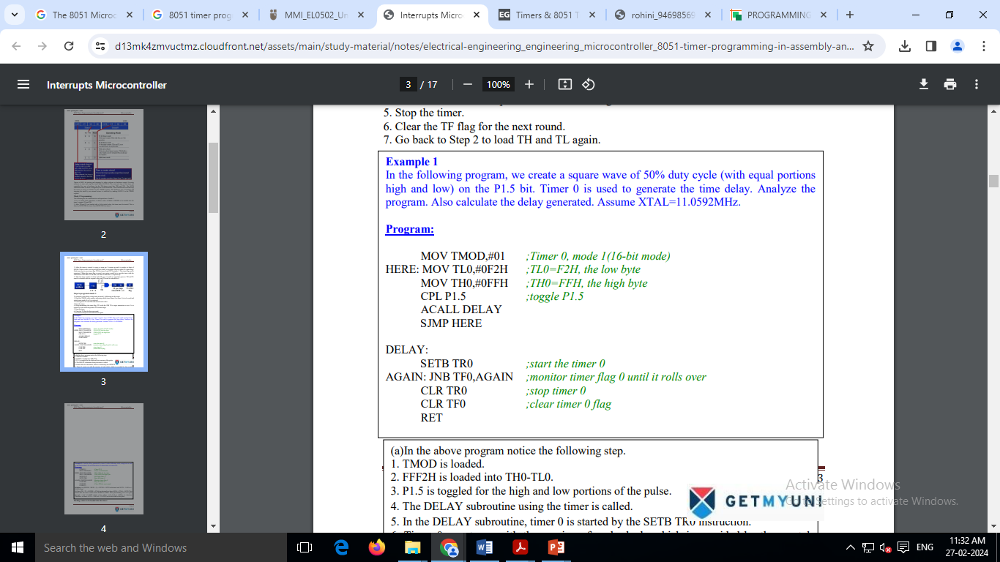 The 8051 Microc
8051 timer prog
MMI_EL0502_Un
Interrupts Micro
EG Timers & 8051 T
rohini_94698569
PROGRAMMING
d13mk4zmvuctmz.cloudfront.net/assets/main/study-material/notes/electrical-engineering_engineering_microcontroller_8051-timer-programming-in-assembly-an...
Interrupts Microcontroller
3 / 17
100%
2
3
4
5. Stop the timer.
6. Clear the TF flag for the next round.
7. Go back to Step 2 to load TH and TL again.
Example 1
In the following program, we create a square wave of 50% duty cycle (with equal portions
high and low) on the P1.5 bit. Timer 0 is used to generate the time delay. Analyze the
program. Also calculate the delay generated. Assume XTAL=11.0592MHz.
Program:
MOV TMOD,#01 ;Timer 0, mode 1(16-bit mode)
HERE: MOV TL0,#0F2H ;TL0=F2H, the low byte
MOV TH0,#0FFH ;TH0=FFH, the high byte
CPL P1.5 ;toggle P1.5
ACALL DELAY
SJMP HERE
DELAY:
SETB TR0 ;start the timer 0
AGAIN: JNB TF0,AGAIN ;monitor timer flag 0 until it rolls over
CLR TR0 ;stop timer 0
CLR TF0 ;clear timer 0 flag
RET
(a)In the above program notice the following step.
1. TMOD is loaded.
2. FFF2H is loaded into TH0-TL0.
3. P1.5 is toggled for the high and low portions of the pulse.
4. The DELAY subroutine using the timer is called.
5. In the DELAY subroutine, timer 0 is started by the SETB TR0 instruction.
3
GETMYUNI
Activate Windows
Go to Settings to activate Windows.
Search the web and Windows
ENG
11:32 AM
27-02-2024